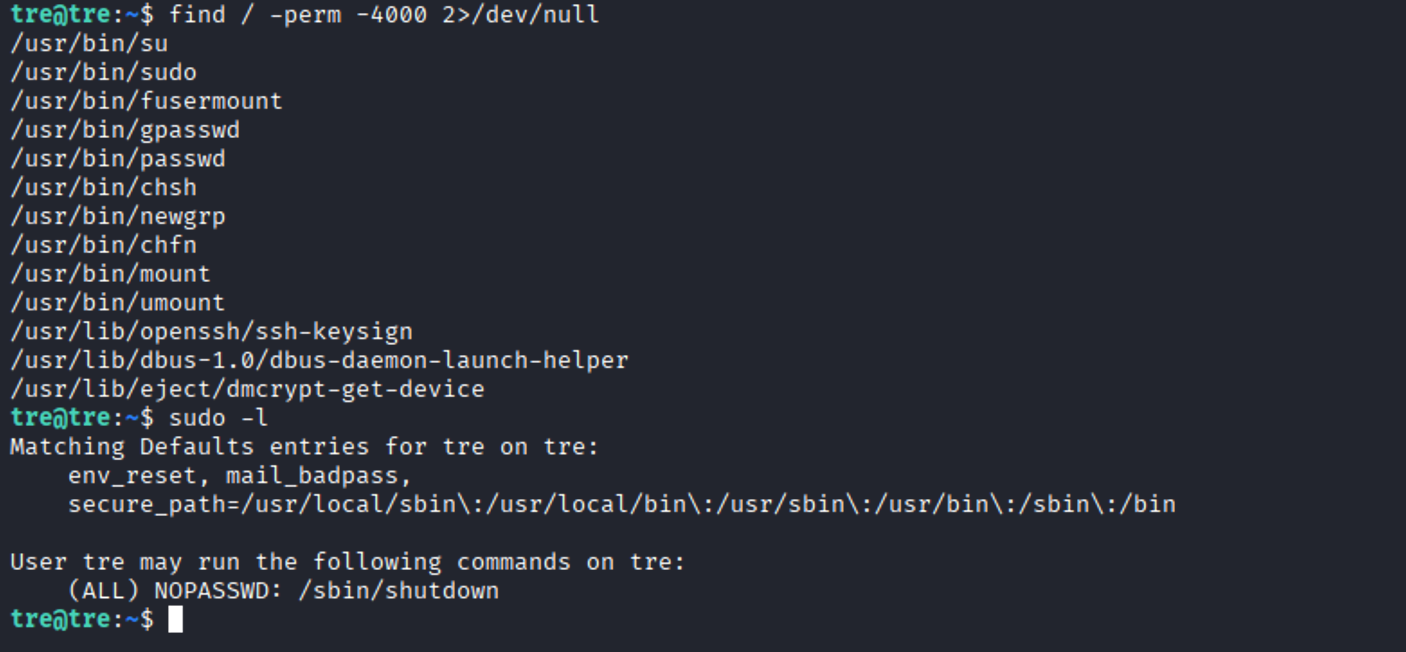 tre@tre:~$ find / -perm -4000 2>/dev/null
/usr/bin/su
/usr/bin/sudo
/usr/bin/fusermount
/usr/bin/gpasswd
/usr/bin/passwd
/usr/bin/chsh
/usr/bin/newgrp
/usr/bin/chfn
/usr/bin/mount
/usr/bin/umount
/usr/lib/openssh/ssh-keysign
/usr/lib/dbus-1.0/dbus-daemon-launch-helper
/usr/lib/eject/dmcrypt-get-device
tre@tre:~$ sudo -l
Matching Defaults entries for tre on tre:
    env_reset, mail_badpass,
    secure_path=/usr/local/sbin\:/usr/local/bin\:/usr/sbin\:/usr/bin\:/sbin\:/bin

User tre may run the following commands on tre:
    (ALL) NOPASSWD: /sbin/shutdown
tre@tre:~$